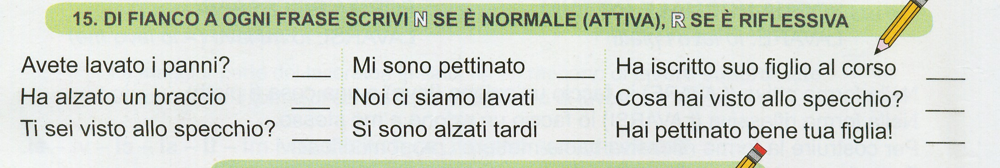 15. DI FIANCO A OGNI FRASE SCRIVI N SE È NORMALE (ATTIVA), R SE È RIFLESSIVA
Avete lavato i panni? ___
Ha alzato un braccio ___
Ti sei visto allo specchio? ___
Mi sono pettinato ___
Noi ci siamo lavati ___
Si sono alzati tardi ___
Ha iscritto suo figlio al corso ___
Cosa hai visto allo specchio? ___
Hai pettinato bene tua figlia! ___